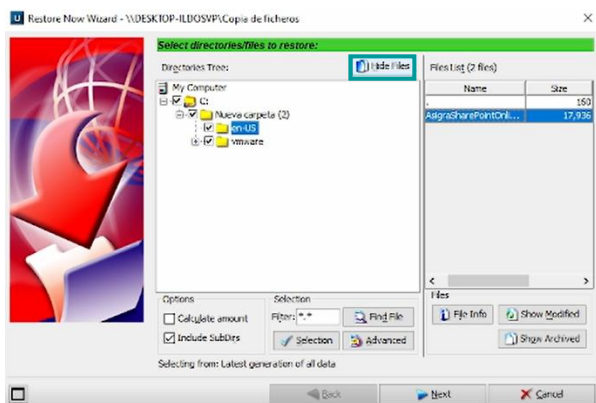 Restore Now Wizard - \\DESKTOP-ILDOSVP\Copia de ficheros
Select directories/files to restore:
Directories Tree:
Hide Files
Files List (2 files)
My Computer
C:
Nueva carpeta (2)
en-US
vmware
Name
Size
.
160
AsigraSharePointOnli...
17,936
Options
Calculate amount
Include SubDirs
Selection
Filter: *.*
Find File
Selection
Advanced
Files
File Info
Show Modified
Show Archived
Selecting from: Latest generation of all data
Back
Next
Cancel